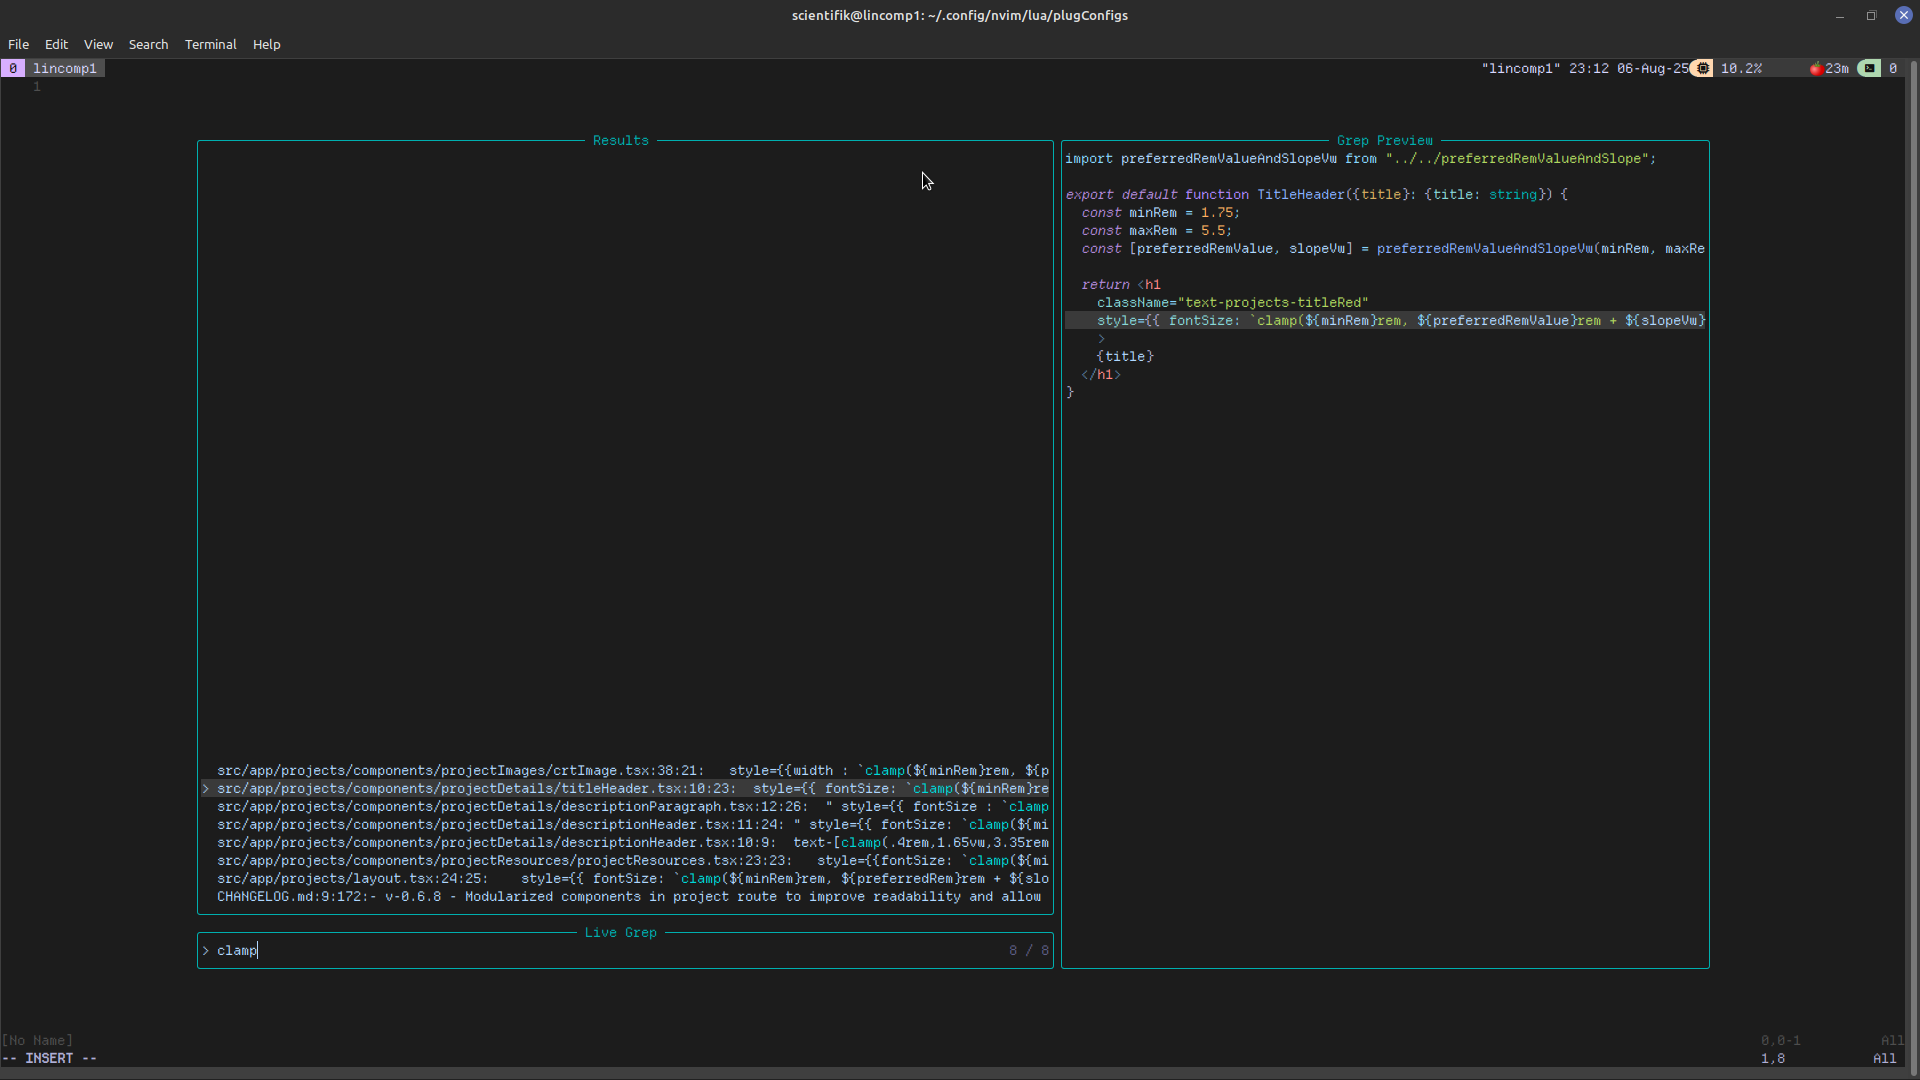 scientifik@lincomp1: ~/.config/nvim/lua/plugConfigs
File Edit View Search Terminal Help
0 lincomp1 "lincomp1" 23:12 06-Aug-25 10.2% 23m 0
1
Results
src/app/projects/components/projectImages/crtImage.tsx:38:21: style={{width : `clamp(${minRem}rem, ${p
> src/app/projects/components/projectDetails/titleHeader.tsx:10:23: style={{ fontSize: `clamp(${minRem}re
src/app/projects/components/projectDetails/descriptionParagraph.tsx:12:26: " style={{ fontSize : `clamp
src/app/projects/components/projectDetails/descriptionHeader.tsx:11:24: " style={{ fontSize: `clamp(${mi
src/app/projects/components/projectDetails/descriptionHeader.tsx:10:9: text-[clamp(.4rem,1.65vw,3.35rem
src/app/projects/components/projectResources/projectResources.tsx:23:23: style={{fontSize: `clamp(${mi
src/app/projects/layout.tsx:24:25: style={{ fontSize: `clamp(${minRem}rem, ${preferredRem}rem + ${slo
CHANGELOG.md:9:172:- v-0.6.8 - Modularized components in project route to improve readability and allow
Live Grep
> clamp 8 / 8
Grep Preview
import preferredRemValueAndSlopeVw from "../../preferredRemValueAndSlope";
export default function TitleHeader({title}: {title: string}) {
const minRem = 1.75;
const maxRem = 5.5;
const [preferredRemValue, slopeVw] = preferredRemValueAndSlopeVw(minRem, maxRe
return <h1
className="text-projects-titleRed"
style={{ fontSize: `clamp(${minRem}rem, ${preferredRemValue}rem + ${slopeVw}
>
{title}
</h1>
}
[No Name] 0,0-1 All
-- INSERT -- 1,8 All